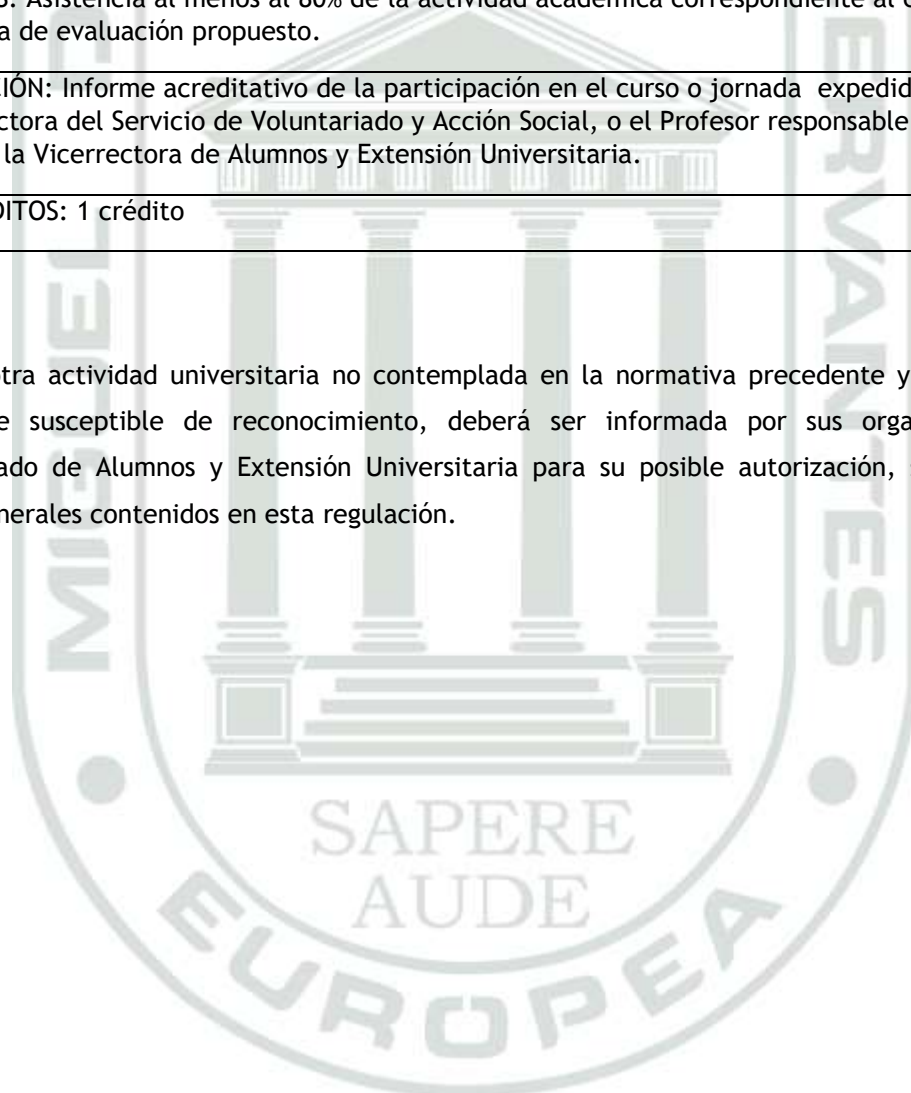 3. Asistencia al menos al 80% de la actividad académica correspondiente al
a de evaluación propuesto.
IÓN: Informe acreditativo de la participación en el curso o jornada expedid
ctora del Servicio de Voluntariado y Acción Social, o el Profesor responsable
la Vicerrectora de Alumnos y Extensión Universitaria.
DITOS: 1 crédito
otra actividad universitaria no contemplada en la normativa precedente y
e susceptible de reconocimiento, deberá ser informada por sus orga
ado de Alumnos y Extensión Universitaria para su posible autorización,
nerales contenidos en esta regulación.
MIGUEL
CERVANTES
SAPERE
AUDE
EUROPEA